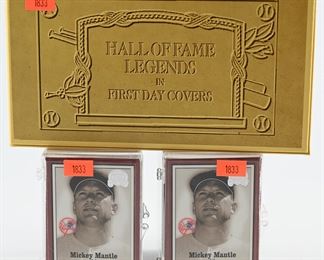 1833
HALL OF FAME
LEGENDS
IN
FIRST DAY COVERS
1833
1833
Mickey Mantle
Mickey Mantle